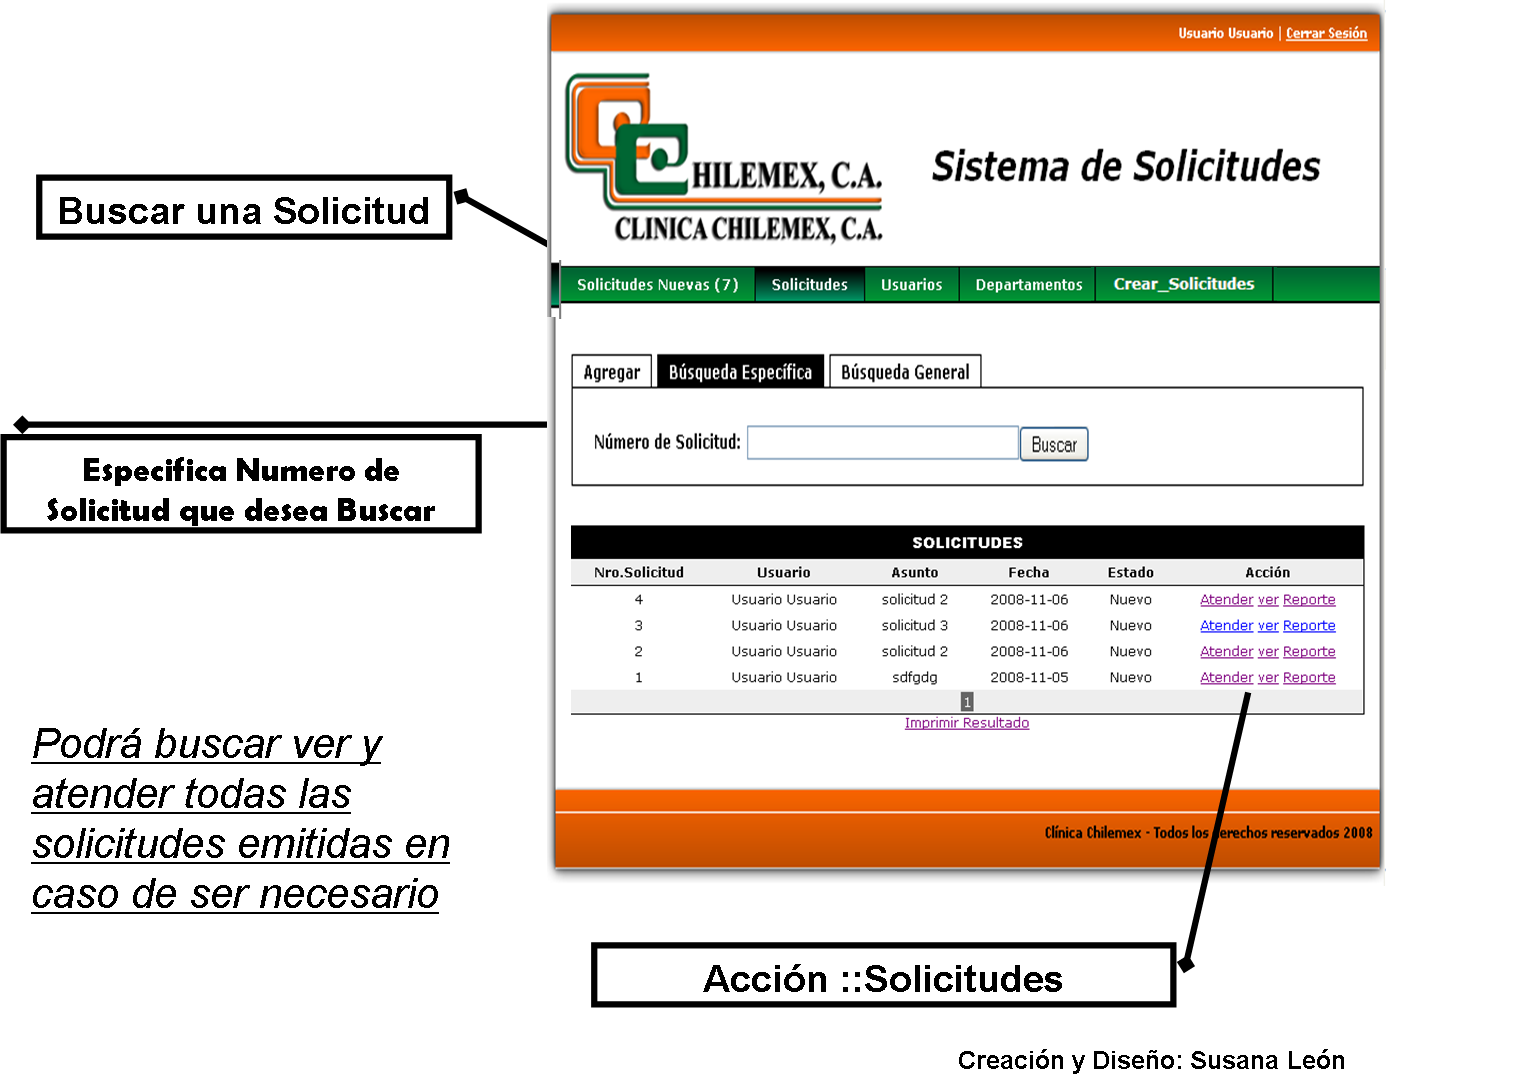 Usuario Usuario | Cerrar Sesión
HILEMEX, C.A.
CLINICA CHILEMEX, C.A.
Sistema de Solicitudes
Buscar una Solicitud
Solicitudes Nuevas (7) Solicitudes Usuarios Departamentos Crear_Solicitudes
Agregar Búsqueda Específica Búsqueda General
Número de Solicitud: Buscar
Especifica Numero de
Solicitud que desea Buscar
SOLICITUDES
Nro.Solicitud Usuario Asunto Fecha Estado Acción
4 Usuario Usuario solicitud 2 2008-11-06 Nuevo Atender ver Reporte
3 Usuario Usuario solicitud 3 2008-11-06 Nuevo Atender ver Reporte
2 Usuario Usuario solicitud 2 2008-11-06 Nuevo Atender ver Reporte
1 Usuario Usuario sdfgdg 2008-11-05 Nuevo Atender ver Reporte
1
Imprimir Resultado
Podrá buscar ver y
atender todas las
solicitudes emitidas en
caso de ser necesario
Clínica Chilemex - Todos los derechos reservados 2008
Acción ::Solicitudes
Creación y Diseño: Susana León